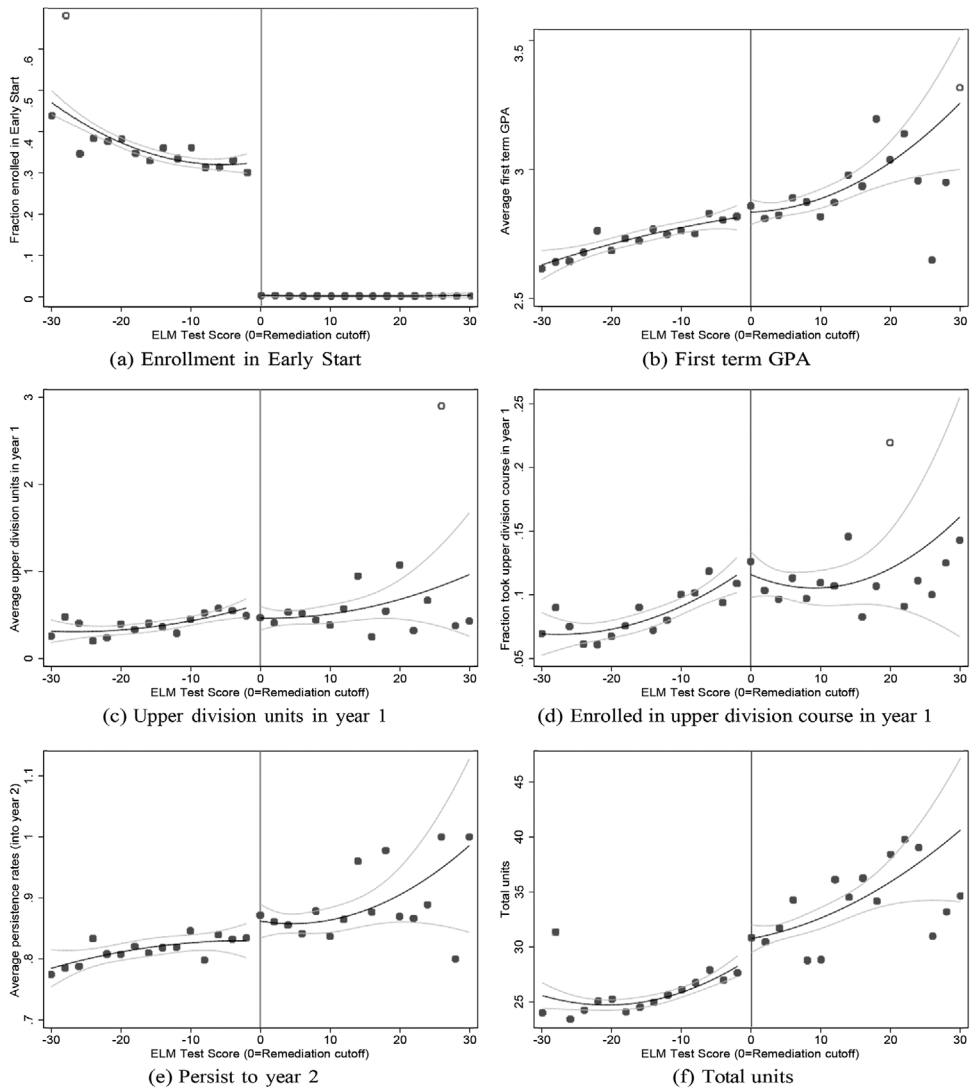 Fraction enrolled in Early Start
.6
.5
.4
.3
.2
.1
0
-30 -20 -10 0 10 20 30
ELM Test Score (0=Remediation cutoff)
(a) Enrollment in Early Start
Average first term GPA
3.5
3
2.5
-30 -20 -10 0 10 20 30
ELM Test Score (0=Remediation cutoff)
(b) First term GPA
Average upper division units in year 1
3
2
1
0
-30 -20 -10 0 10 20 30
ELM Test Score (0=Remediation cutoff)
(c) Upper division units in year 1
Fraction took upper division course in year 1
.25
.2
.15
.1
.05
-30 -20 -10 0 10 20 30
ELM Test Score (0=Remediation cutoff)
(d) Enrolled in upper division course in year 1
Average persistence rates (into year 2)
1.1
1
.9
.8
.7
-30 -20 -10 0 10 20 30
ELM Test Score (0=Remediation cutoff)
(e) Persist to year 2
Total units
45
40
35
30
25
-30 -20 -10 0 10 20 30
ELM Test Score (0=Remediation cutoff)
(f) Total units